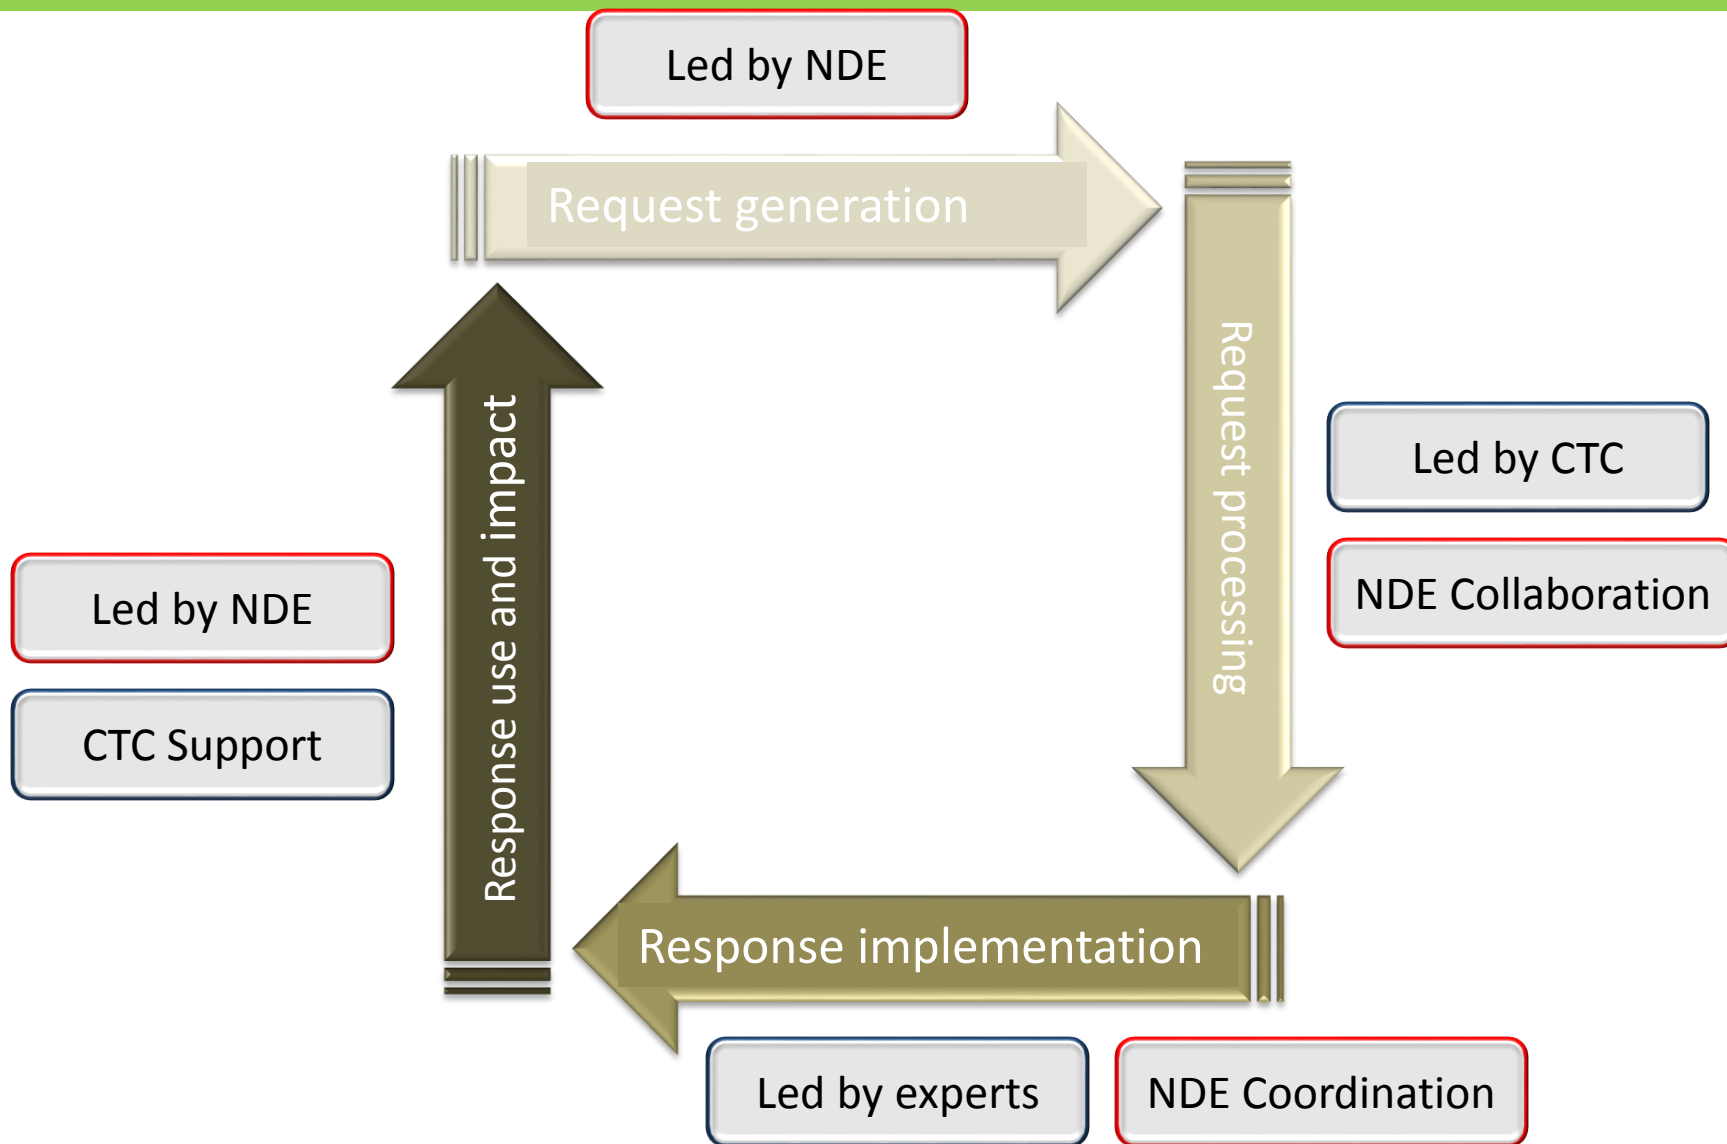 Led by NDE
Request generation
Request processing
Led by CTC
NDE Collaboration
Response implementation
Led by experts
NDE Coordination
Response use and impact
Led by NDE
CTC Support